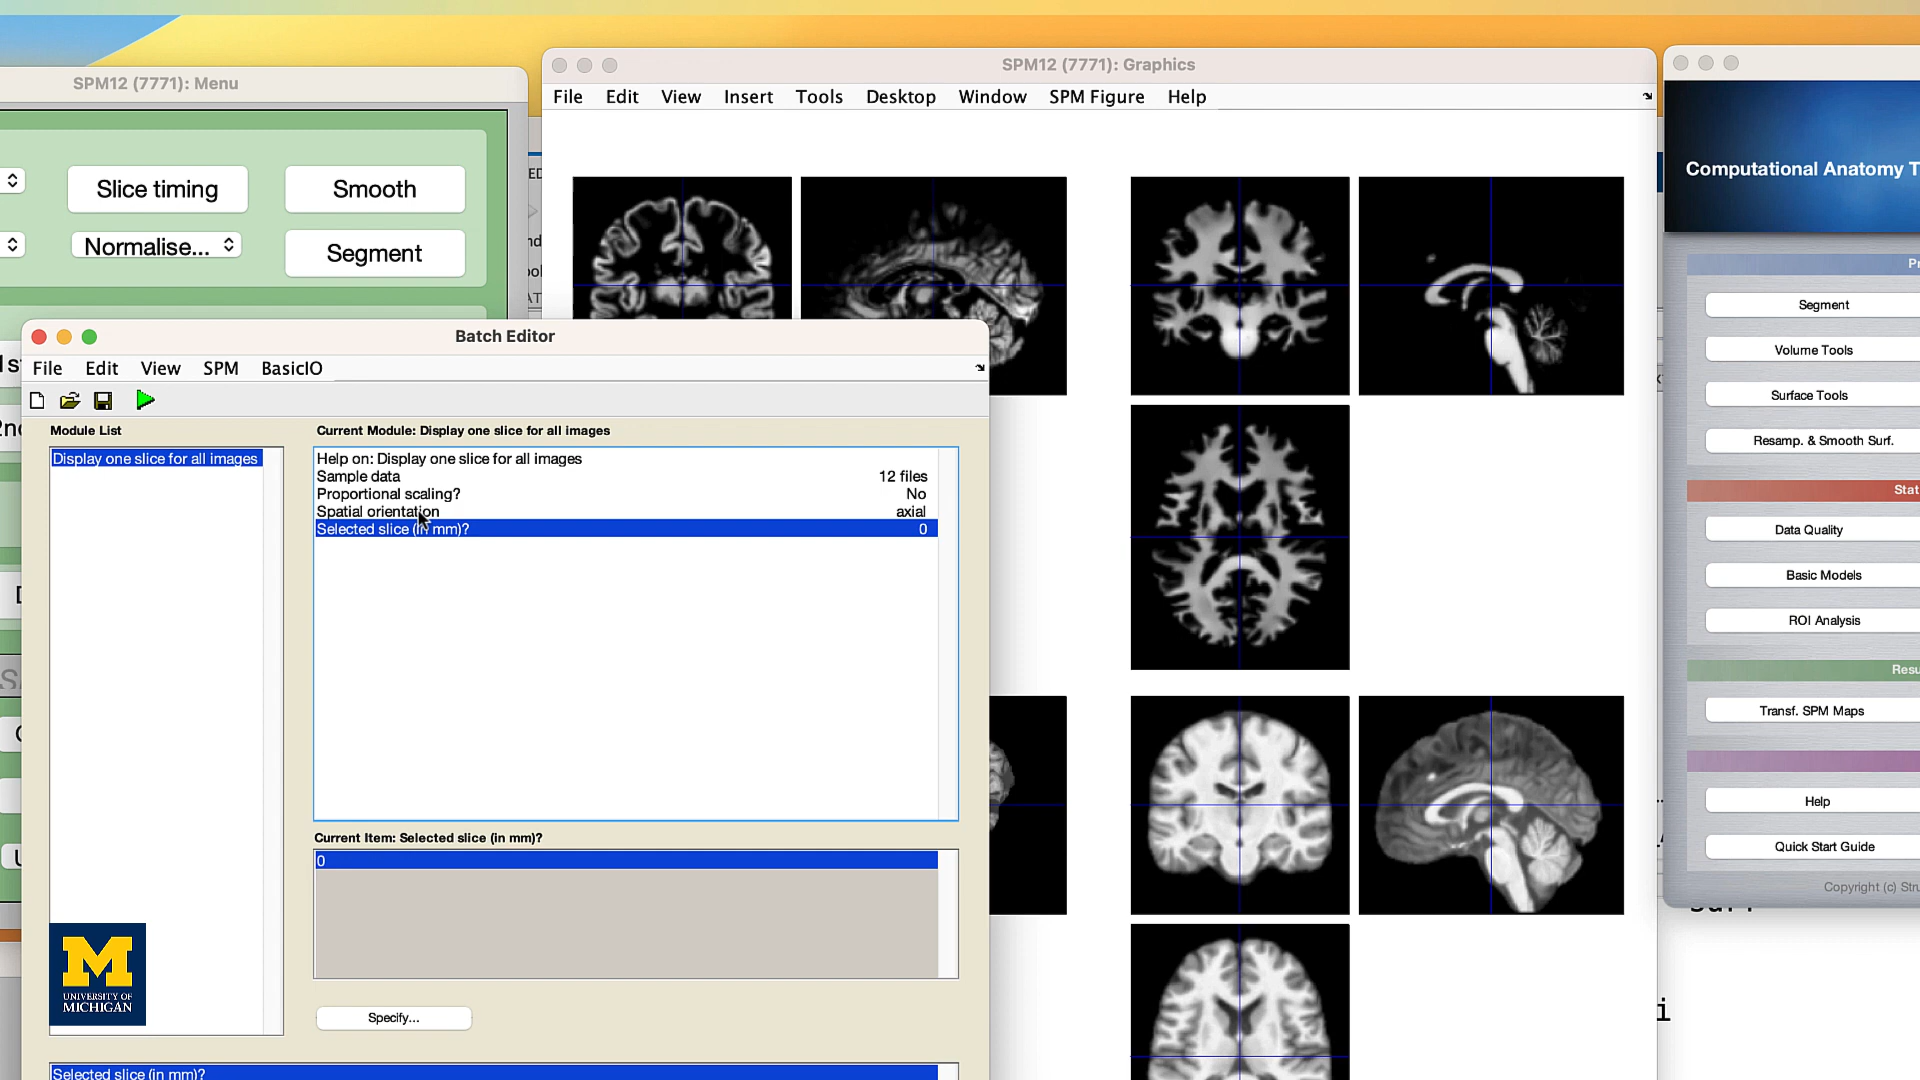 SPM12 (7771): Menu
Slice timing
Smooth
Normalise...
Segment
SPM12 (7771): Graphics
File Edit View Insert Tools Desktop Window SPM Figure Help
Batch Editor
File Edit View SPM BasicIO
Module List
Display one slice for all images
Current Module: Display one slice for all images
Help on: Display one slice for all images
Sample data 12 files
Proportional scaling? No
Spatial orientation axial
Selected slice (in mm)? 0
Current Item: Selected slice (in mm)?
0
Specify...
Selected slice (in mm)?
M
UNIVERSITY OF
MICHIGAN
Computational Anatomy T
Segment
Volume Tools
Surface Tools
Resamp. & Smooth Surf.
Stat
Data Quality
Basic Models
ROI Analysis
Resu
Transf. SPM Maps
Help
Quick Start Guide
Copyright (c) Stru